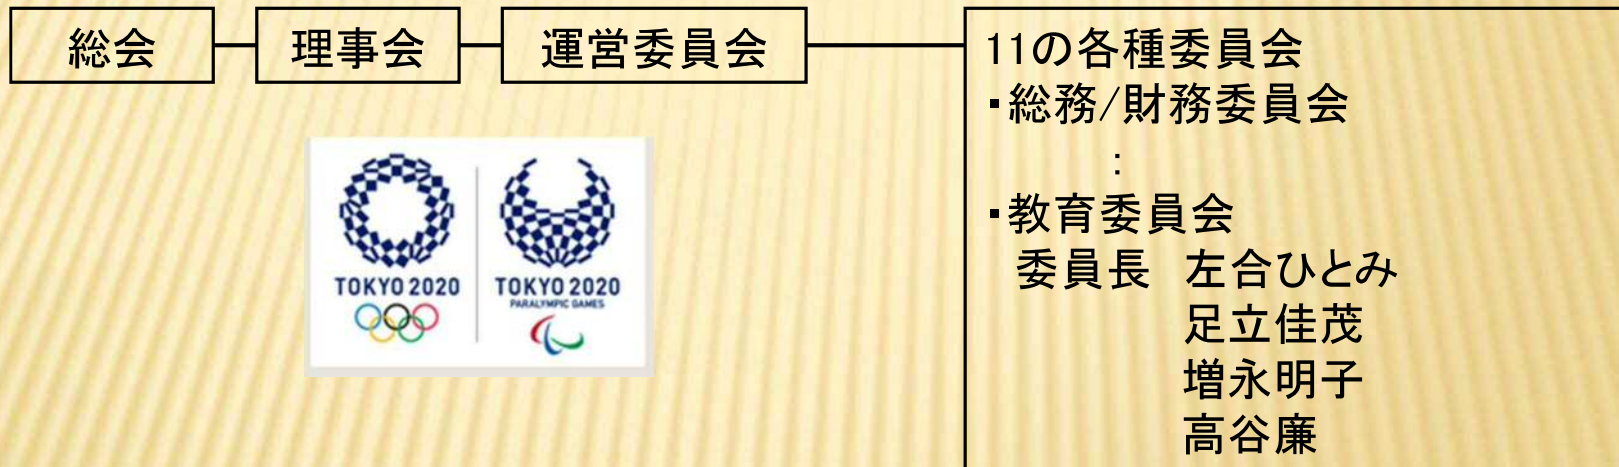 総会
理事会
運営委員会
11の各種委員会
▪総務/財務委員会
:
▪教育委員会
委員長 左合ひとみ
足立佳茂
増永明子
高谷廉
TOKYO 2020
TOKYO 2020
PARALYMPIC GAMES